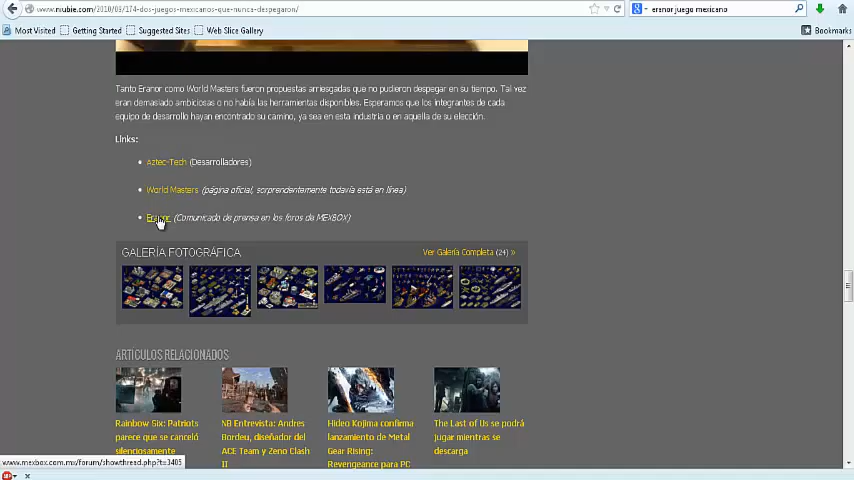 www.niubie.com/2010/08/174-dos-juegos-mexicanos-que-nunca-despegaron/
eranor juego mexicano
Most Visited
Getting Started
Suggested Sites
Web Slice Gallery
Bookmarks
Tanto Eranor como World Masters fueron propuestas arriesgadas que no pudieron despegar en su tiempo. Tal vez
eran demasiado ambiciosas o no había las herramientas disponibles. Esperamos que los integrantes de cada
equipo de desarrollo hayan encontrado su camino, ya sea en esta industria o en aquella de su elección.
Links:
Aztec-Tech (Desarrolladores)
World Masters (página oficial, sorprendentemente todavía está en línea)
Eranor (Comunicado de prensa en los foros de MEXBOX)
GALERÍA FOTOGRÁFICA
Ver Galería Completa (24) »
ARTICULOS RELACIONADOS
Rainbow Six: Patriots
parece que se canceló
silenciosamente
NB Entrevista: Andres
Bordeu, diseñador del
ACE Team y Zeno Clash
II
Hideo Kojima confirma
lanzamiento de Metal
Gear Rising:
Revengeance para PC
The Last of Us se podrá
jugar mientras se
descarga
www.mexbox.com.mx/forum/showthread.php?t=3405